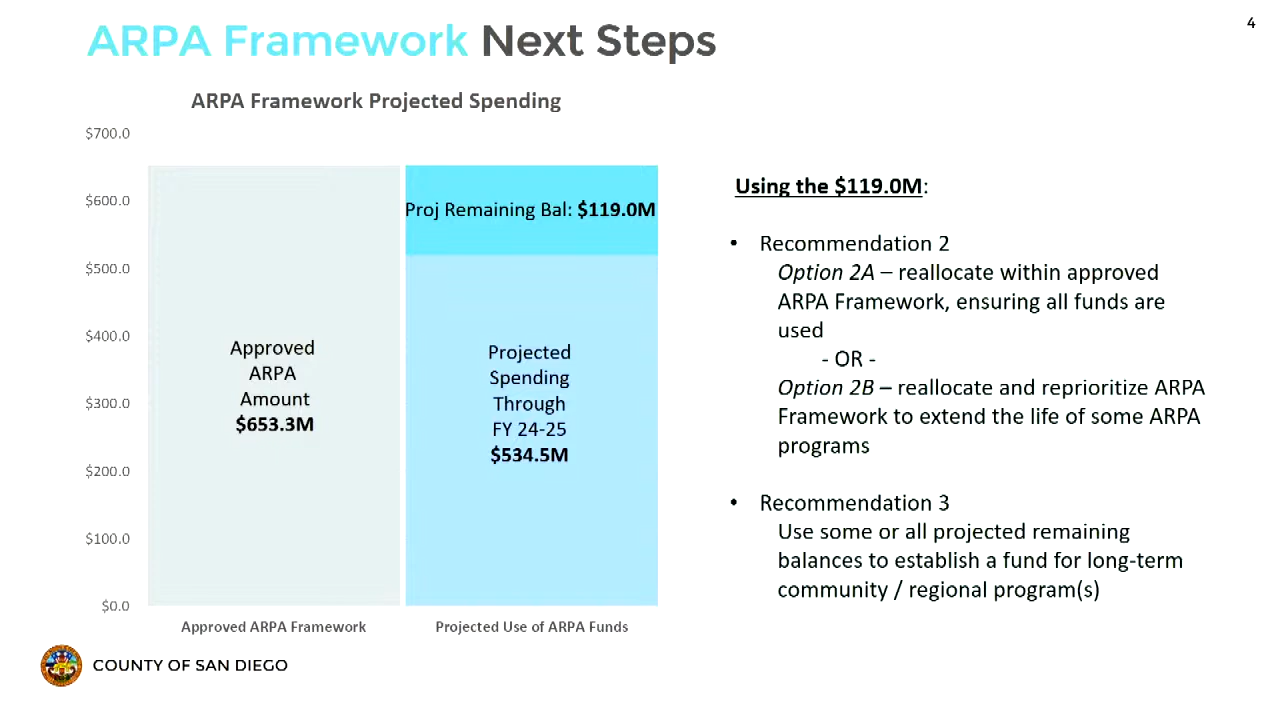 4
ARPA Framework Next Steps
ARPA Framework Projected Spending
$700.0
$600.0
$500.0
$400.0
$300.0
$200.0
$100.0
$0.0
Approved
ARPA
Amount
$653.3M
Proj Remaining Bal: $119.0M
Projected
Spending
Through
FY 24-25
$534.5M
Approved ARPA Framework
Projected Use of ARPA Funds
Using the $119.0M:
• Recommendation 2
Option 2A – reallocate within approved
ARPA Framework, ensuring all funds are
used
- OR -
Option 2B – reallocate and reprioritize ARPA
Framework to extend the life of some ARPA
programs
• Recommendation 3
Use some or all projected remaining
balances to establish a fund for long-term
community / regional program(s)
COUNTY OF SAN DIEGO